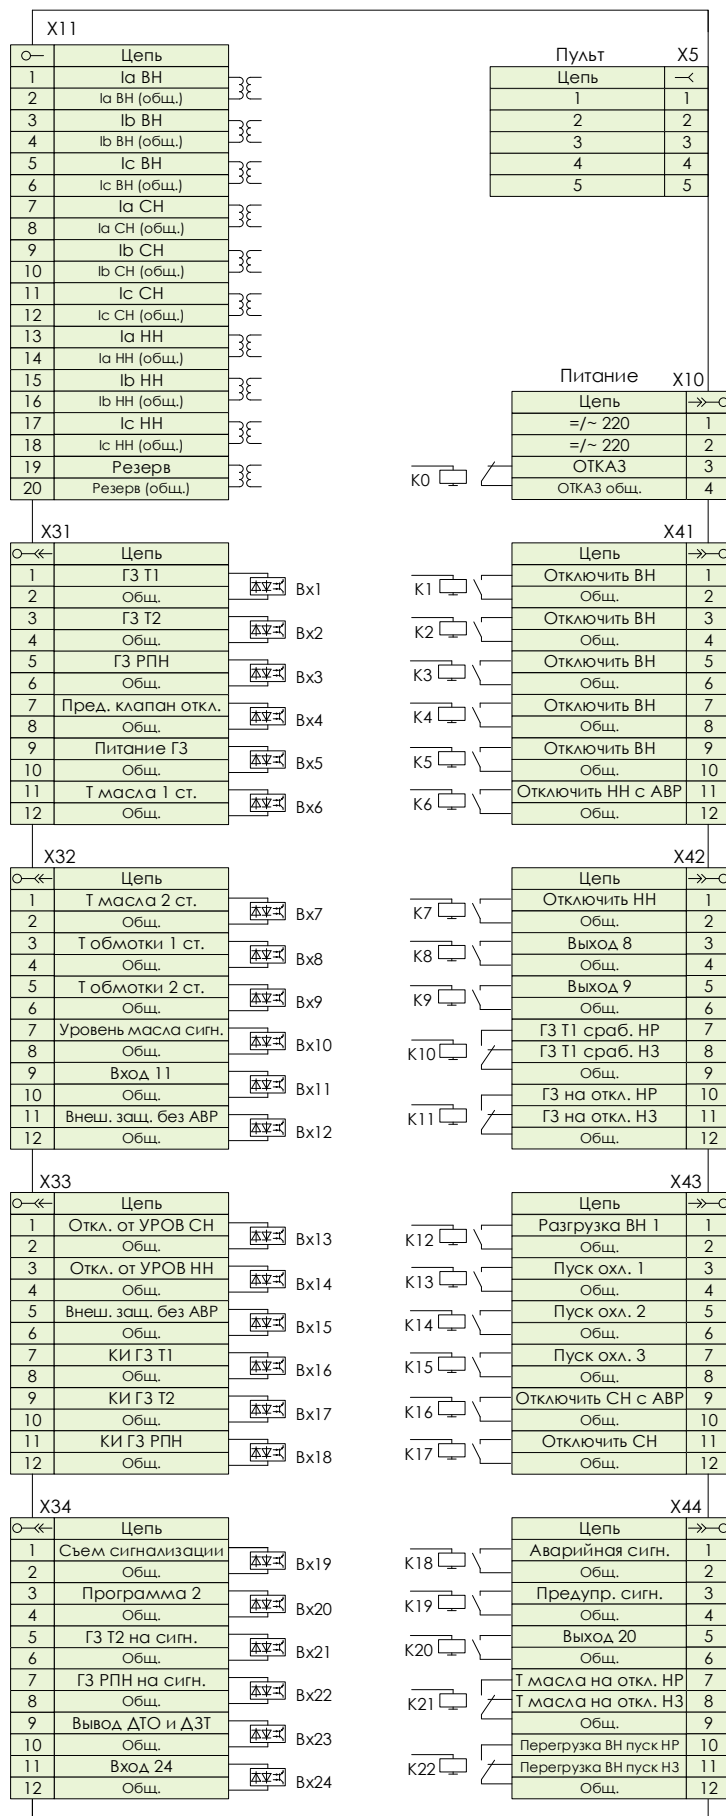 X11
Цепь
1 Ia ВН
2 Ia ВН (общ.)
3 Ib ВН
4 Ib ВН (общ.)
5 Ic ВН
6 Ic ВН (общ.)
7 Ia СН
8 Ia СН (общ.)
9 Ib СН
10 Ib СН (общ.)
11 Ic СН
12 Ic СН (общ.)
13 Ia НН
14 Ia НН (общ.)
15 Ib НН
16 Ib НН (общ.)
17 Ic НН
18 Ic НН (общ.)
19 Резерв
20 Резерв (общ.)
Пульт X5
Цепь
1 1
2 2
3 3
4 4
5 5
Питание X10
Цепь
=/~ 220 1
=/~ 220 2
K0 ОТКАЗ 3
ОТКАЗ общ. 4
X31
Цепь
1 ГЗ Т1 Вх1
2 Общ.
3 ГЗ Т2 Вх2
4 Общ.
5 ГЗ РПН Вх3
6 Общ.
7 Пред. клапан откл. Вх4
8 Общ.
9 Питание ГЗ Вх5
10 Общ.
11 Т масла 1 ст. Вх6
12 Общ.
X41
Цепь
K1 Отключить ВН 1
Общ. 2
K2 Отключить ВН 3
Общ. 4
K3 Отключить ВН 5
Общ. 6
K4 Отключить ВН 7
Общ. 8
K5 Отключить ВН 9
Общ. 10
K6 Отключить НН с АВР 11
Общ. 12
X32
Цепь
1 Т масла 2 ст. Вх7
2 Общ.
3 Т обмотки 1 ст. Вх8
4 Общ.
5 Т обмотки 2 ст. Вх9
6 Общ.
7 Уровень масла сигн. Вх10
8 Общ.
9 Вход 11 Вх11
10 Общ.
11 Внеш. защ. без АВР Вх12
12 Общ.
X42
Цепь
K7 Отключить НН 1
Общ. 2
K8 Выход 8 3
Общ. 4
K9 Выход 9 5
Общ. 6
ГЗ Т1 сраб. НР 7
K10 ГЗ Т1 сраб. НЗ 8
Общ. 9
ГЗ на откл. НР 10
K11 ГЗ на откл. НЗ 11
Общ. 12
X33
Цепь
1 Откл. от УРОВ СН Вх13
2 Общ.
3 Откл. от УРОВ НН Вх14
4 Общ.
5 Внеш. защ. без АВР Вх15
6 Общ.
7 КИ ГЗ Т1 Вх16
8 Общ.
9 КИ ГЗ Т2 Вх17
10 Общ.
11 КИ ГЗ РПН Вх18
12 Общ.
X43
Цепь
K12 Разгрузка ВН 1 1
Общ. 2
K13 Пуск охл. 1 3
Общ. 4
K14 Пуск охл. 2 5
Общ. 6
K15 Пуск охл. 3 7
Общ. 8
K16 Отключить СН с АВР 9
Общ. 10
K17 Отключить СН 11
Общ. 12
X34
Цепь
1 Съем сигнализации Вх19
2 Общ.
3 Программа 2 Вх20
4 Общ.
5 ГЗ Т2 на сигн. Вх21
6 Общ.
7 ГЗ РПН на сигн. Вх22
8 Общ.
9 Вывод ДТО и ДЗТ Вх23
10 Общ.
11 Вход 24 Вх24
12 Общ.
X44
Цепь
K18 Аварийная сигн. 1
Общ. 2
K19 Предупр. сигн. 3
Общ. 4
K20 Выход 20 5
Общ. 6
Т масла на откл. НР 7
K21 Т масла на откл. НЗ 8
Общ. 9
Перегрузка ВН пуск НР 10
K22 Перегрузка ВН пуск НЗ 11
Общ. 12